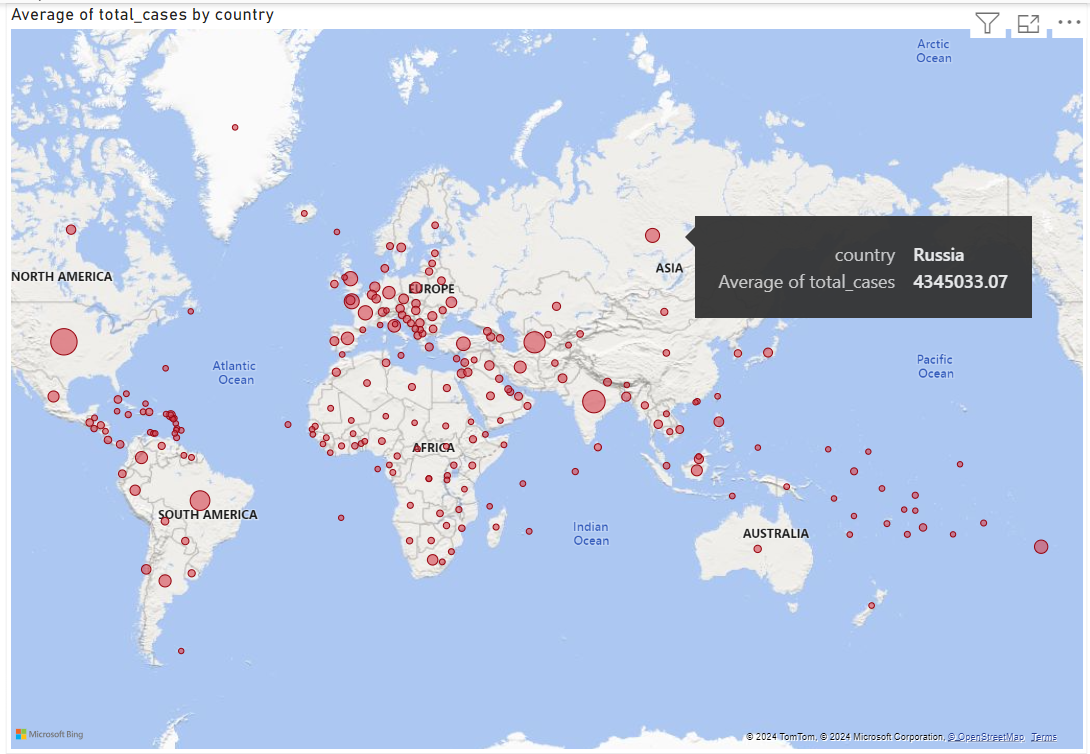 Average of total_cases by country
Arctic
Ocean
NORTH AMERICA
EUROPE
ASIA
country Russia
Average of total_cases 4345033.07
Atlantic
Ocean
Pacific
Ocean
AFRICA
SOUTH AMERICA
Indian
Ocean
AUSTRALIA
Microsoft Bing
© 2024 TomTom, © 2024 Microsoft Corporation, © OpenStreetMap Terms